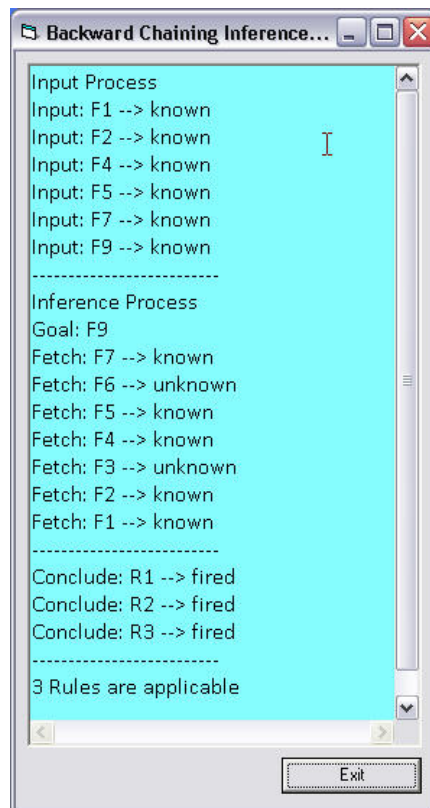 Backward Chaining Inference...
Input Process
Input: F1 --> known
Input: F2 --> known
Input: F4 --> known
Input: F5 --> known
Input: F7 --> known
Input: F9 --> known
--------------------------
Inference Process
Goal: F9
Fetch: F7 --> known
Fetch: F6 --> unknown
Fetch: F5 --> known
Fetch: F4 --> known
Fetch: F3 --> unknown
Fetch: F2 --> known
Fetch: F1 --> known
--------------------------
Conclude: R1 --> fired
Conclude: R2 --> fired
Conclude: R3 --> fired
--------------------------
3 Rules are applicable
Exit